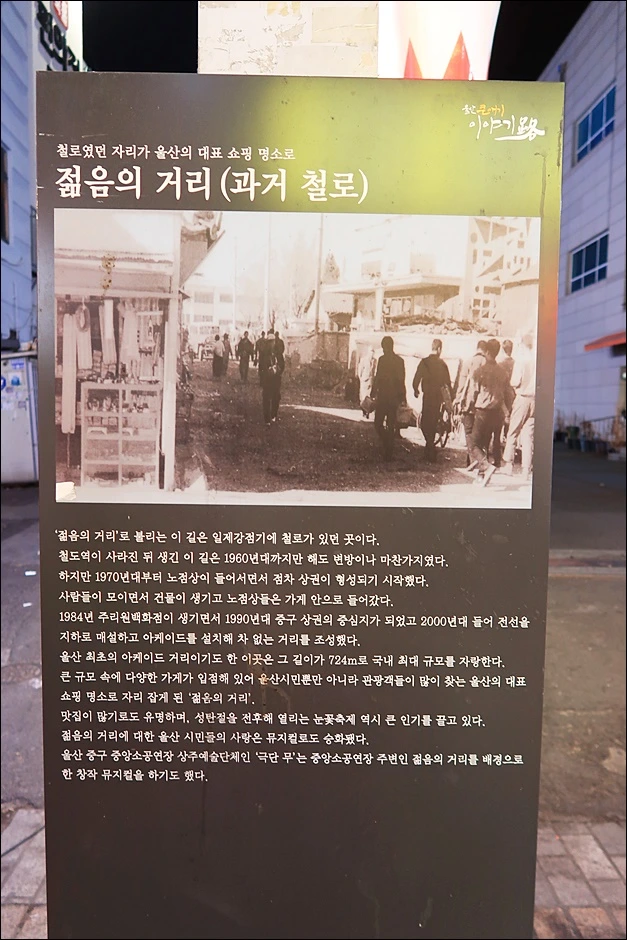 울산 큰애기
이야기路
철로였던 자리가 울산의 대표 쇼핑 명소로
젊음의 거리(과거 철로)
'젊음의 거리'로 불리는 이 길은 일제강점기에 철로가 있던 곳이다.
철도역이 사라진 뒤 생긴 이 길은 1960년대까지만 해도 변방이나 마찬가지였다.
하지만 1970년대부터 노점상이 들어서면서 점차 상권이 형성되기 시작했다.
사람들이 모이면서 건물이 생기고 노점상들은 가게 안으로 들어갔다.
1984년 주리원백화점이 생기면서 1990년대 중구 상권의 중심지가 되었고 2000년대 들어 전선을
지하로 매설하고 아케이드를 설치해 차 없는 거리를 조성했다.
울산 최초의 아케이드 거리이기도 한 이곳은 그 길이가 724m로 국내 최대 규모를 자랑한다.
큰 규모 속에 다양한 가게가 입점해 있어 울산시민뿐만 아니라 관광객들이 많이 찾는 울산의 대표
쇼핑 명소로 자리 잡게 된 '젊음의 거리'.
맛집이 많기로도 유명하며, 성탄절을 전후해 열리는 눈꽃축제 역시 큰 인기를 끌고 있다.
젊음의 거리에 대한 울산 시민들의 사랑은 뮤지컬로도 승화됐다.
울산 중구 중앙소공연장 상주예술단체인 '극단 무'는 중앙소공연장 주변인 젊음의 거리를 배경으로
한 창작 뮤지컬을 하기도 했다.